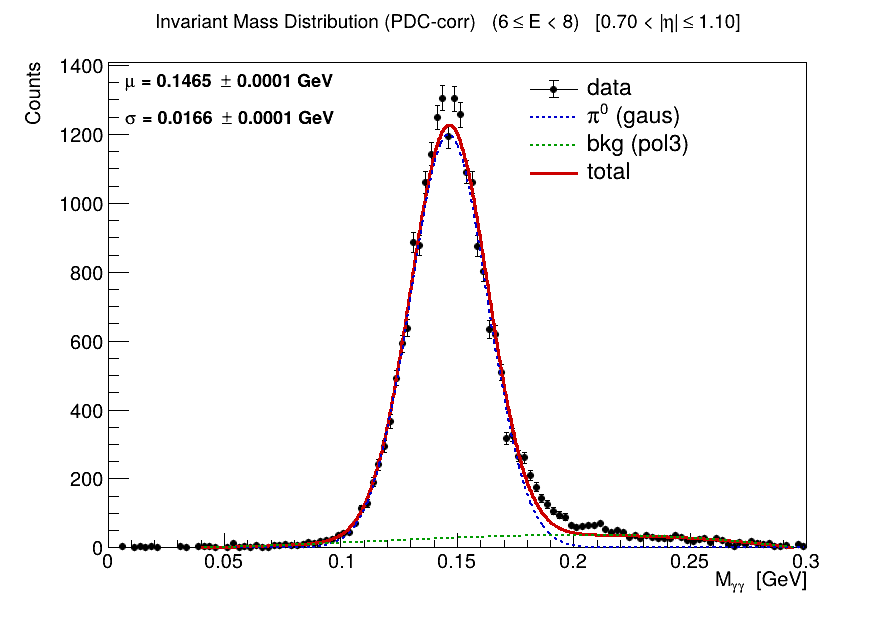 Invariant Mass Distribution (PDC-corr) (6 ≤ E < 8) [0.70 < |η| ≤ 1.10]
Counts
1400
1200
1000
800
600
400
200
0
μ = 0.1465 ± 0.0001 GeV
σ = 0.0166 ± 0.0001 GeV
data
π⁰ (gaus)
bkg (pol3)
total
0 0.05 0.1 0.15 0.2 0.25 0.3
M_γγ [GeV]